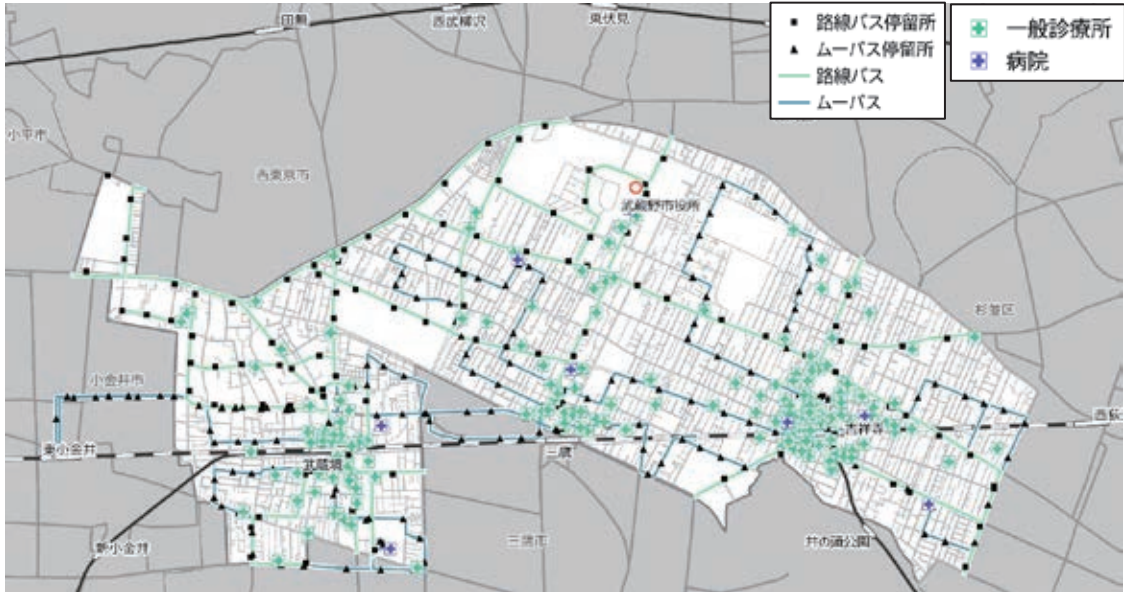 田無
西武柳沢
東伏見
路線バス停留所
ムーバス停留所
路線バス
ムーバス
一般診療所
病院
小平市
西東京市
武蔵野市役所
杉並区
小金井市
東小金井
武蔵境
三鷹
吉祥寺
西荻
新小金井
三鷹市
井の頭公園